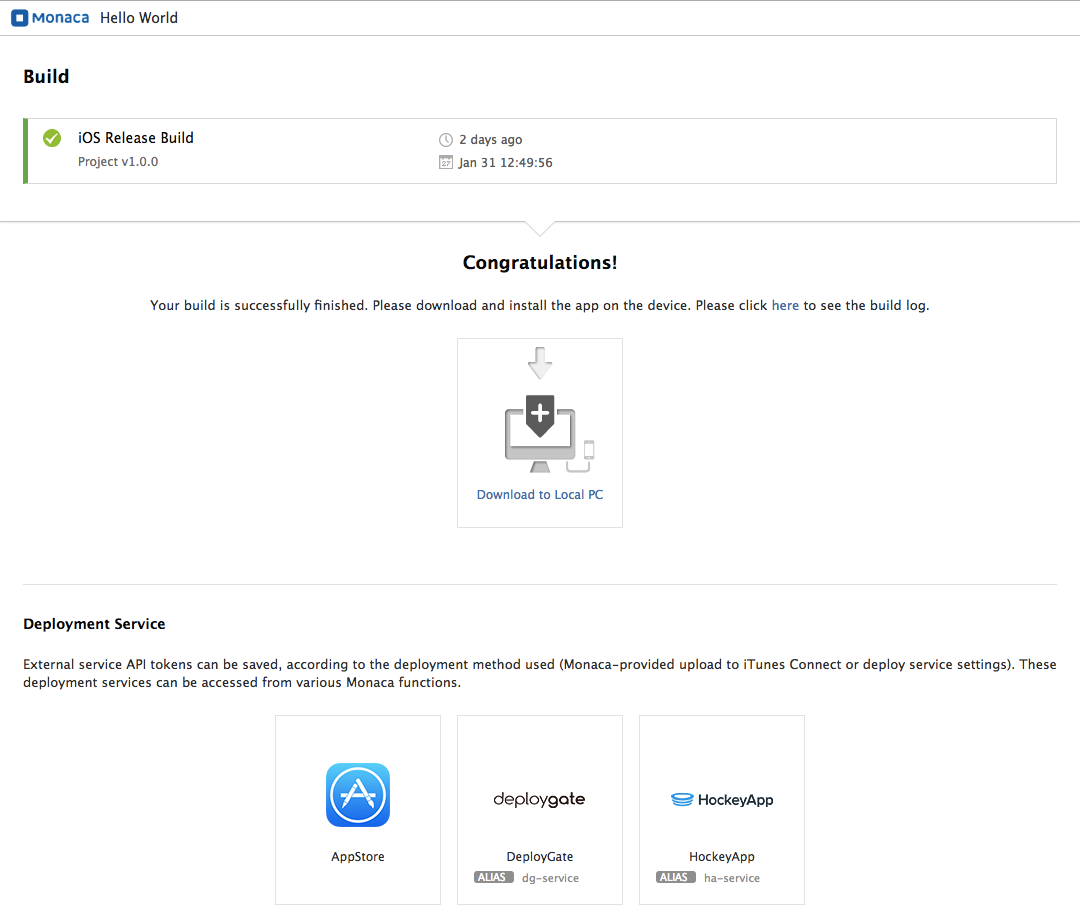 Monaca Hello World
Build
iOS Release Build
2 days ago
Project v1.0.0
27 Jan 31 12:49:56
Congratulations!
Your build is successfully finished. Please download and install the app on the device. Please click here to see the build log.
Download to Local PC
Deployment Service
External service API tokens can be saved, according to the deployment method used (Monaca-provided upload to iTunes Connect or deploy service settings). These
deployment services can be accessed from various Monaca functions.
deploygate
HockeyApp
AppStore
DeployGate
HockeyApp
ALIAS dg-service
ALIAS ha-service